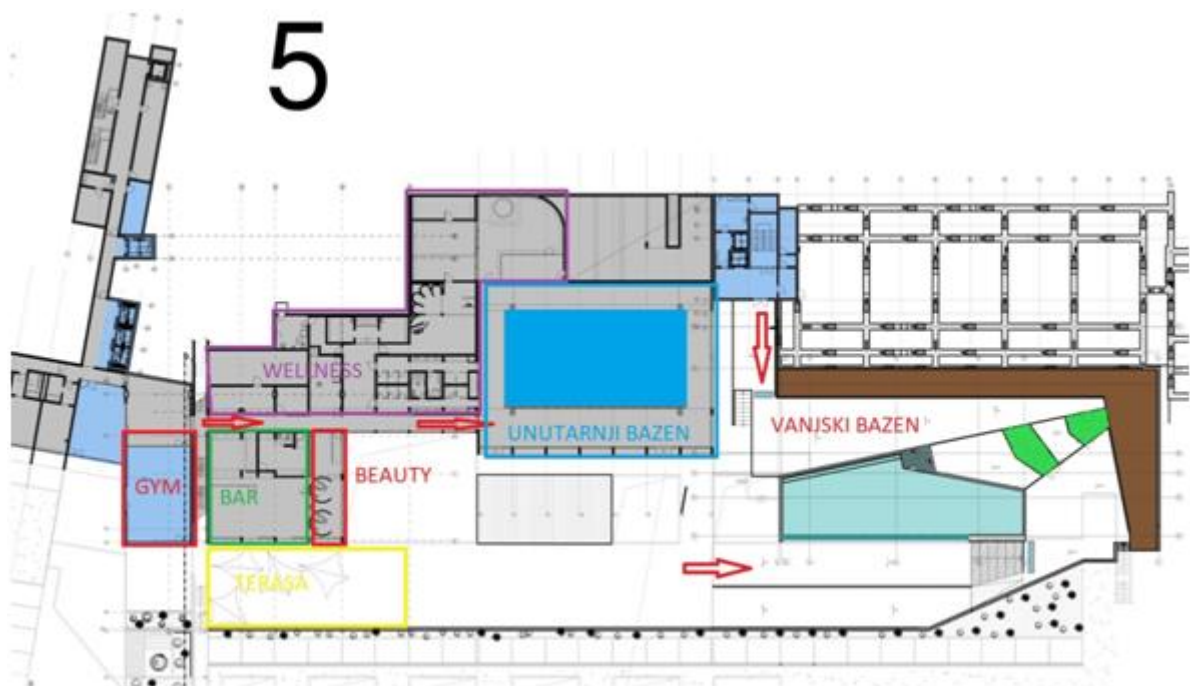 5
WELLNESS
UNUTARNJI BAZEN
VANJSKI BAZEN
GYM
BAR
BEAUTY
TERASA